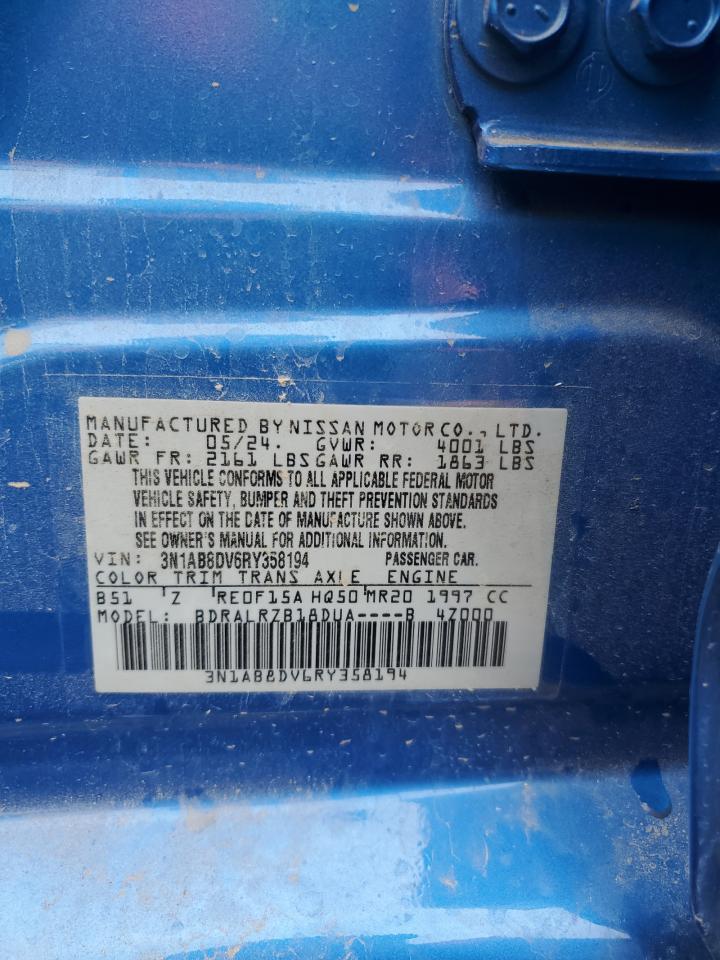 MANUFACTURED BY NISSAN MOTOR CO., LTD.
DATE: 05/24. GVWR: 4001 LBS
GAWR FR: 2161 LBS GAWR RR: 1863 LBS
THIS VEHICLE CONFORMS TO ALL APPLICABLE FEDERAL MOTOR
VEHICLE SAFETY, BUMPER AND THEFT PREVENTION STANDARDS
IN EFFECT ON THE DATE OF MANUFACTURE SHOWN ABOVE.
SEE OWNER'S MANUAL FOR ADDITIONAL INFORMATION.
VIN: 3N1AB8DV6RY358194 PASSENGER CAR.
COLOR TRIM TRANS AXLE ENGINE
B51 Z RE0F15A HQ50 MR20 1997 CC
MODEL: BDRALRZB18DUA----B 4Z000
3N1AB8DV6RY358194